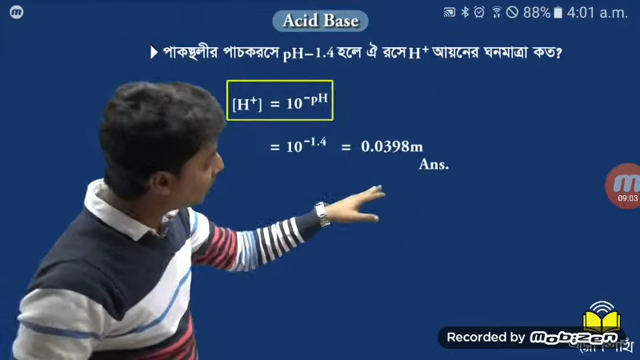 88% 4:01 a.m.
Acid Base
পাকস্থলীর পাচকরসে pH–1.4 হলে ঐ রসে H⁺ আয়নের ঘনমাত্রা কত?
[H⁺] = 10⁻ᵖᴴ
= 10⁻¹·⁴ = 0.0398m
Ans.
09:03
Recorded by mobizen